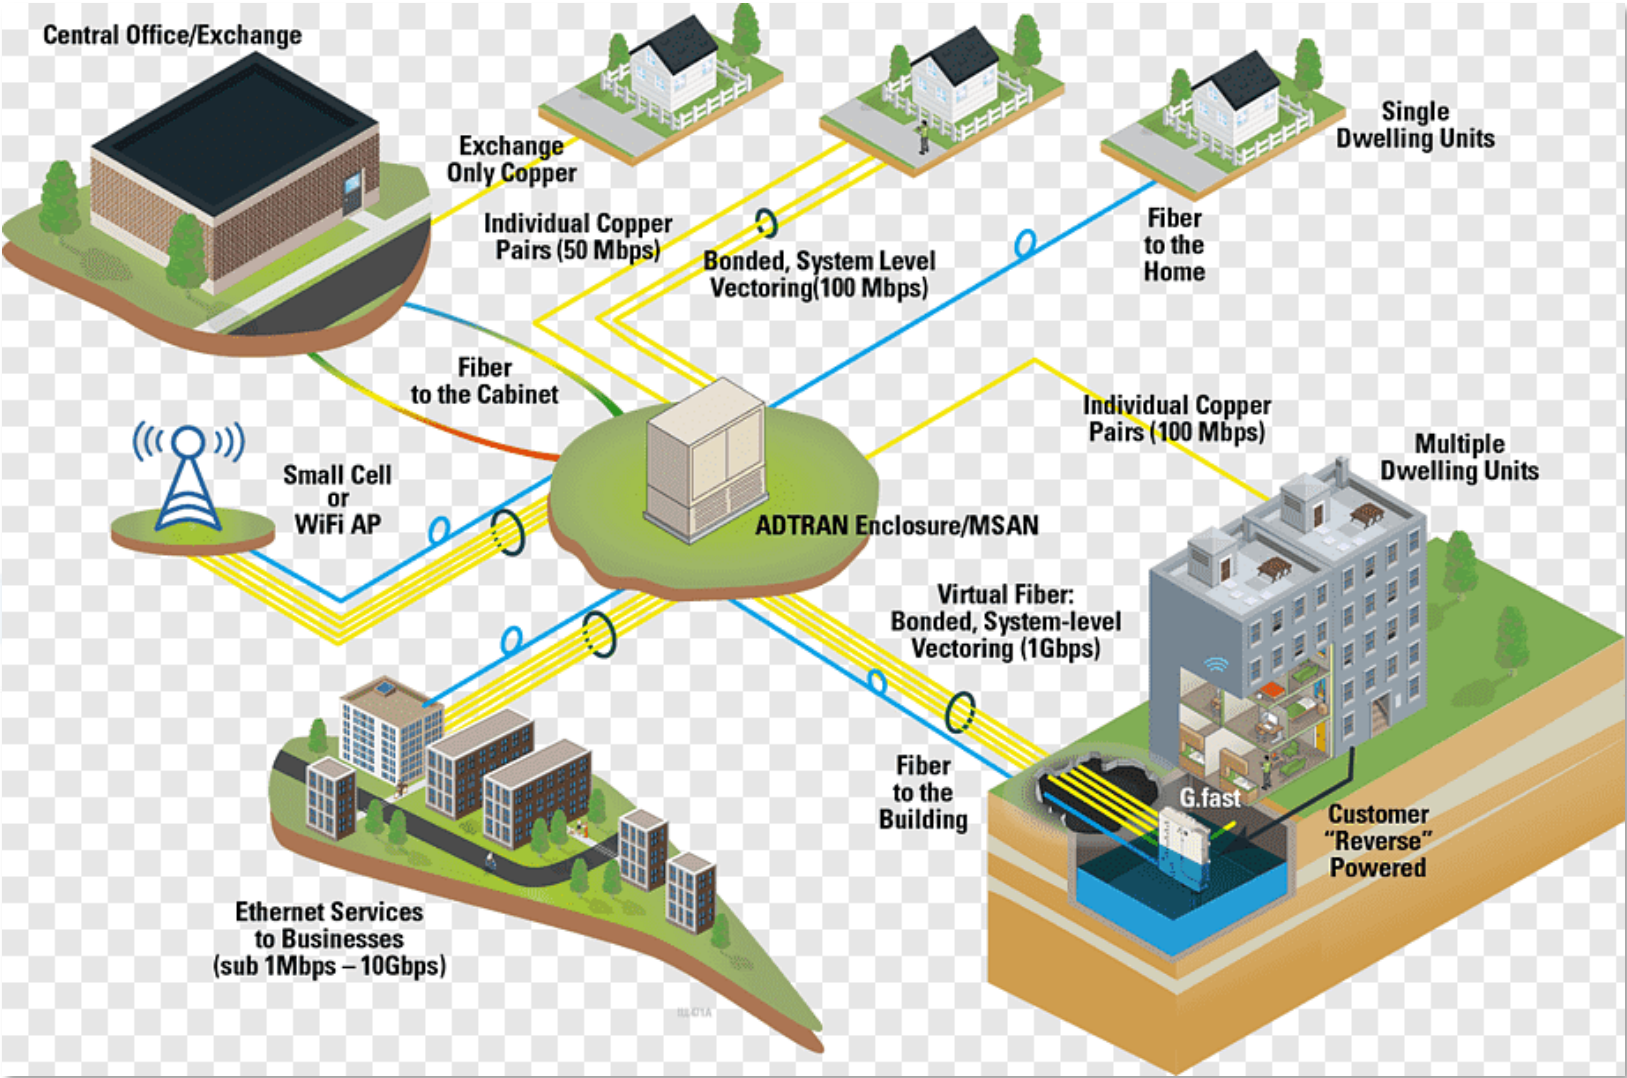 Central Office/Exchange
Exchange
Only Copper
Single
Dwelling Units
Individual Copper
Pairs (50 Mbps)
Bonded, System Level
Vectoring(100 Mbps)
Fiber
to the
Home
Fiber
to the Cabinet
Individual Copper
Pairs (100 Mbps)
Multiple
Dwelling Units
Small Cell
or
WiFi AP
ADTRAN Enclosure/MSAN
Virtual Fiber:
Bonded, System-level
Vectoring (1Gbps)
Fiber
to the
Building
G.fast
Customer
“Reverse”
Powered
Ethernet Services
to Businesses
(sub 1Mbps – 10Gbps)